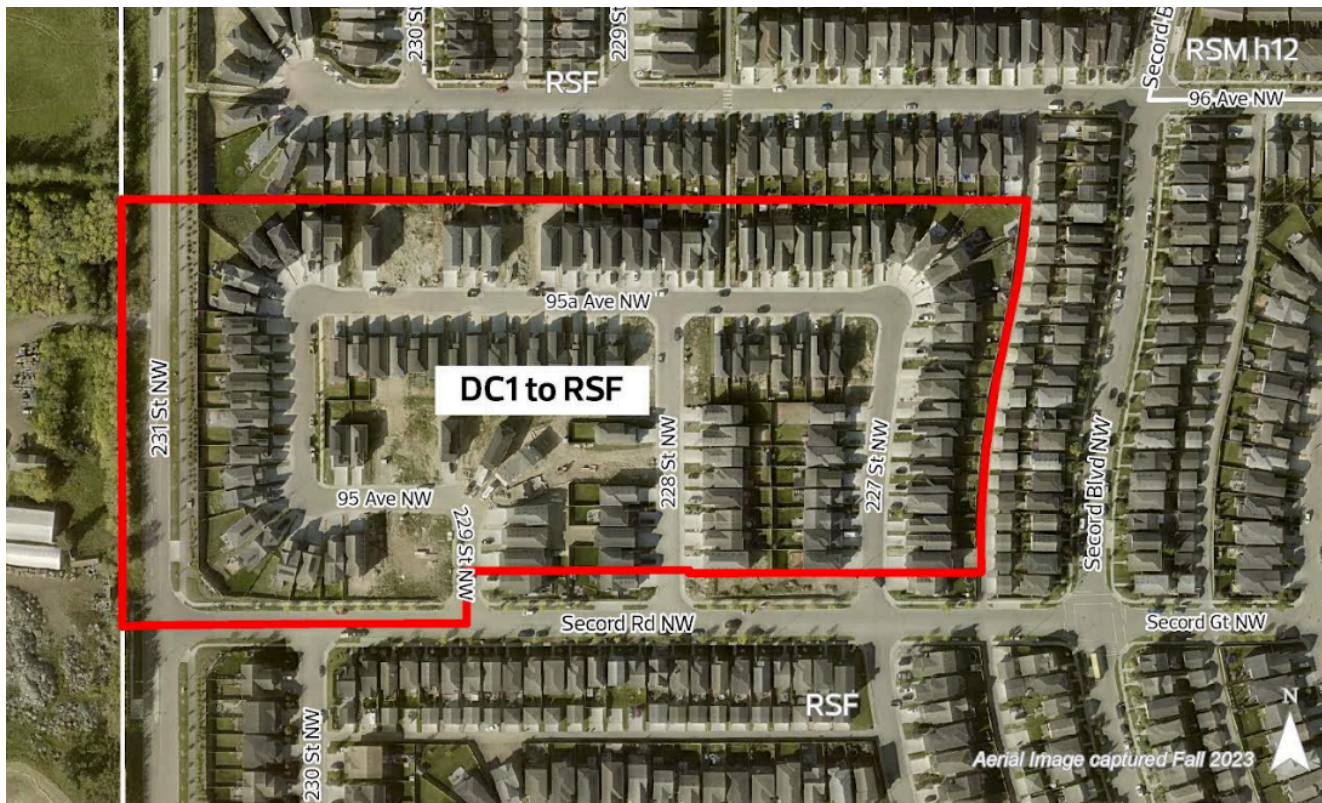 230 St
229 St
Second B
RSM h12
RSF
96 Ave NW
95a Ave NW
DC1 to RSF
231 St NW
228 St NW
227 St NW
Secord Blvd NW
95 Ave NW
229 St NW
Secord Rd NW
Secord Gt NW
230 St NW
RSF
N
Aerial Image captured Fall 2023